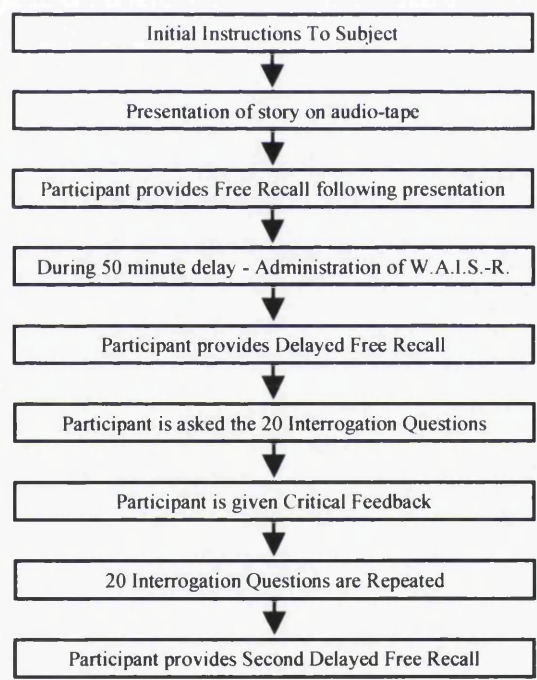 Initial Instructions To Subject
Presentation of story on audio-tape
Participant provides Free Recall following presentation
During 50 minute delay - Administration of W.A.I.S.-R.
Participant provides Delayed Free Recall
Participant is asked the 20 Interrogation Questions
Participant is given Critical Feedback
20 Interrogation Questions are Repeated
Participant provides Second Delayed Free Recall